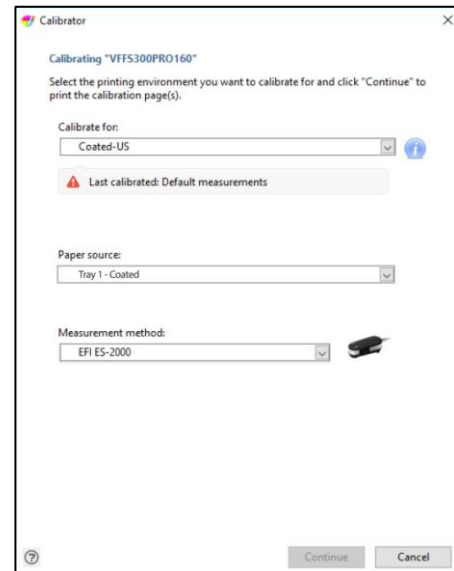 Calibrator
Calibrating "VFFS300PRO160"
Select the printing environment you want to calibrate for and click "Continue" to
print the calibration page(s).
Calibrate for:
Coated-US
Last calibrated: Default measurements
Paper source:
Tray 1 - Coated
Measurement method:
EFI ES-2000
Continue
Cancel